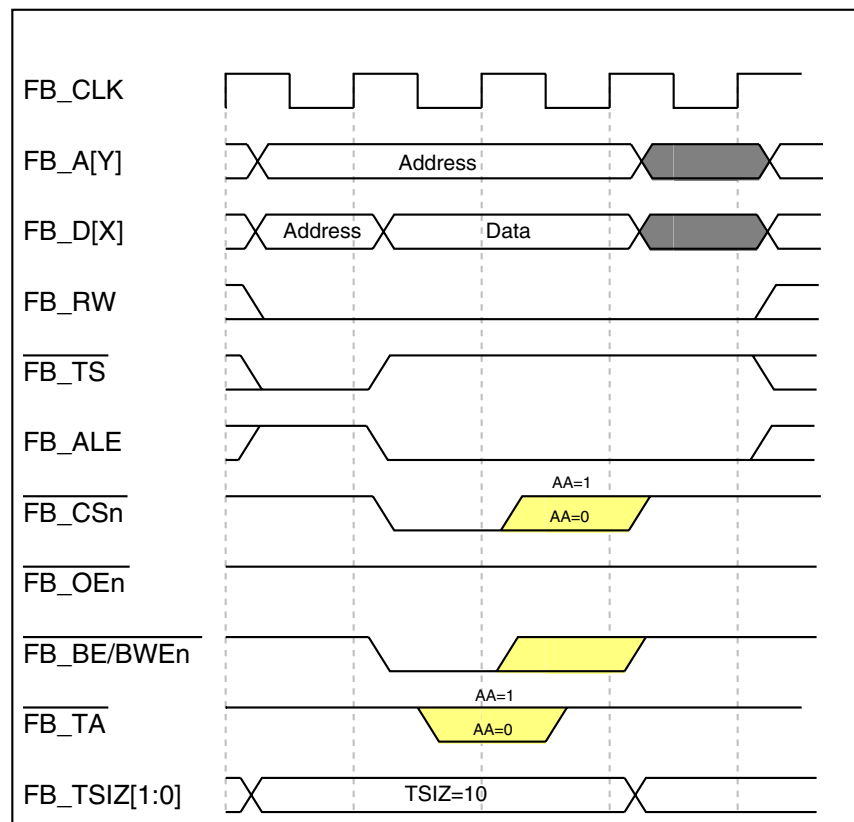 FB_CLK
FB_A[Y]
Address
FB_D[X]
Address
Data
FB_RW
FB_TS
FB_ALE
AA=1
FB_CSn
AA=0
FB_OEn
FB_BE/BWEn
AA=1
FB_TA
AA=0
FB_TSIZ[1:0]
TSIZ=10